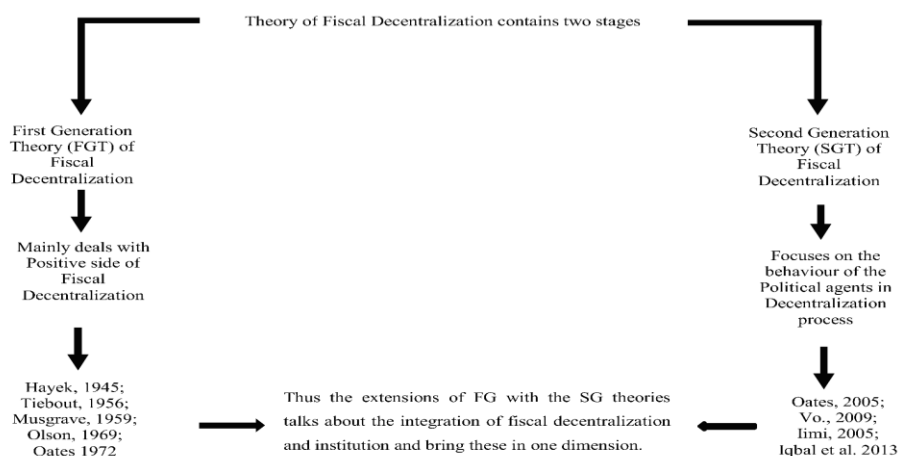 Theory of Fiscal Decentralization contains two stages
First Generation
Theory (FGT) of
Fiscal
Decentralization
Second Generation
Theory (SGT) of
Fiscal
Decentralization
Mainly deals with
Positive side of
Fiscal
Decentralization
Focuses on the
behaviour of the
Political agents in
Decentralization
process
Hayek, 1945;
Tiebout, 1956;
Musgrave, 1959;
Olson, 1969;
Oates 1972
Thus the extensions of FG with the SG theories
talks about the integration of fiscal decentralization
and institution and bring these in one dimension.
Oates, 2005;
Vo., 2009;
Iimi, 2005;
Iqbal et al. 2013